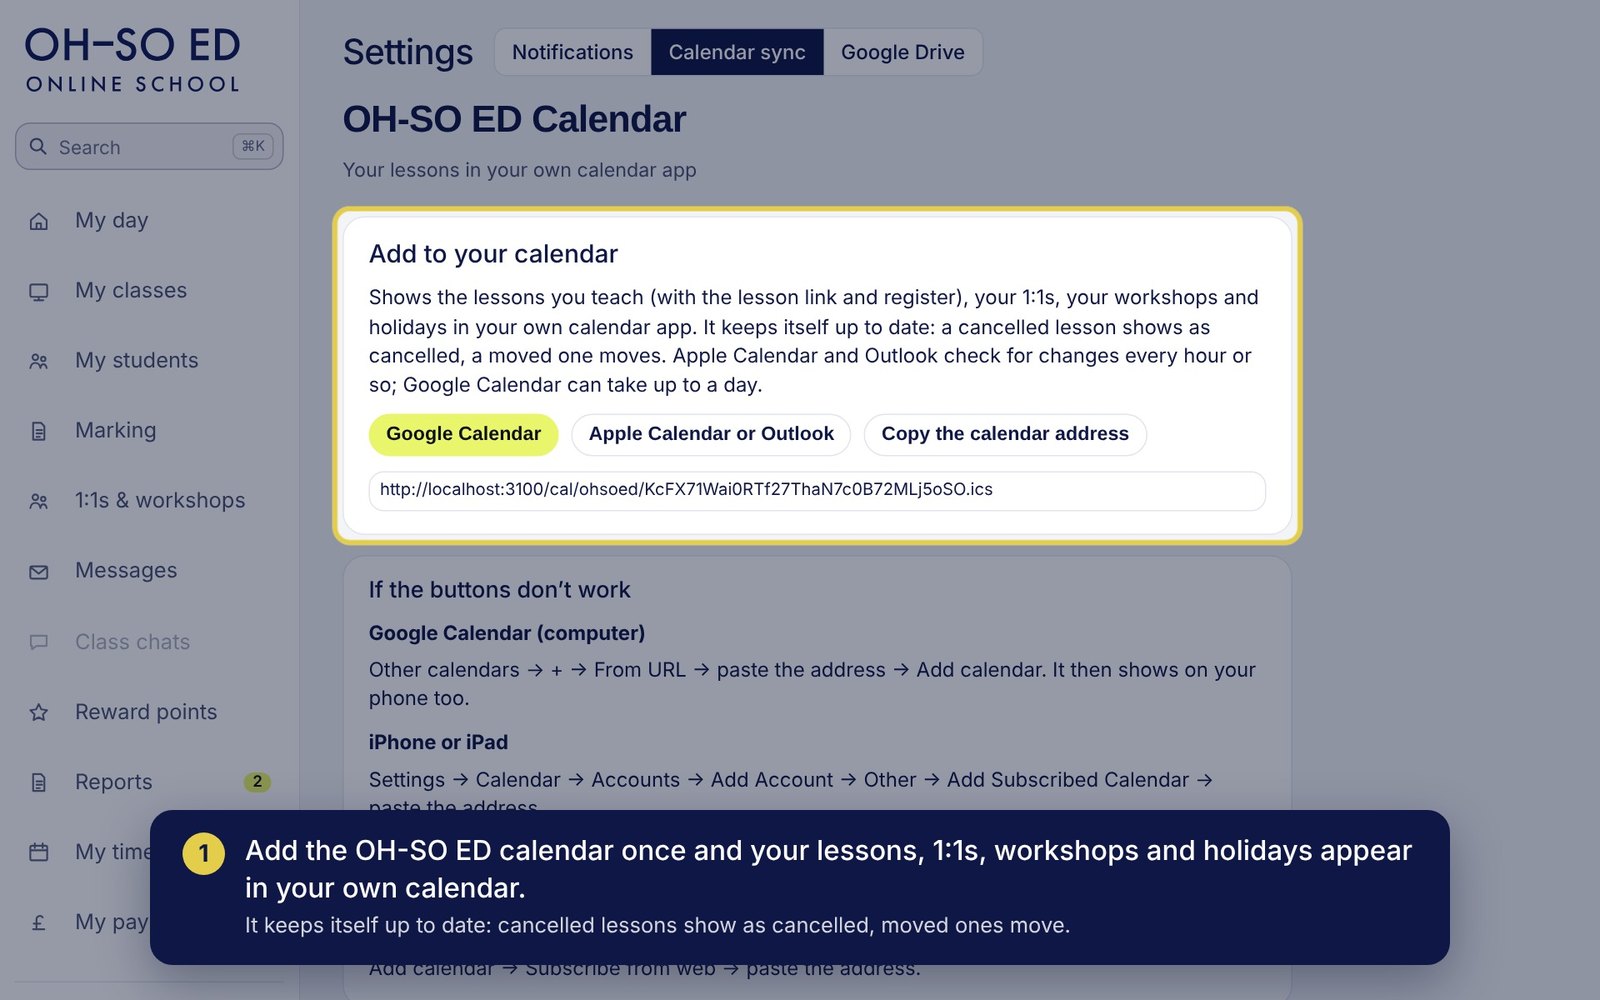 OH-SO ED
ONLINE SCHOOL
Search
⌘K
My day
My classes
My students
Marking
1:1s & workshops
Messages
Class chats
Reward points
Reports
2
My time
My pay
Settings
Notifications
Calendar sync
Google Drive
OH-SO ED Calendar
Your lessons in your own calendar app
Add to your calendar
Shows the lessons you teach (with the lesson link and register), your 1:1s, your workshops and
holidays in your own calendar app. It keeps itself up to date: a cancelled lesson shows as
cancelled, a moved one moves. Apple Calendar and Outlook check for changes every hour or
so; Google Calendar can take up to a day.
Google Calendar
Apple Calendar or Outlook
Copy the calendar address
http://localhost:3100/cal/ohsoed/KcFX71Wai0RTf27ThaN7c0B72MLj5oSO.ics
If the buttons don’t work
Google Calendar (computer)
Other calendars → + → From URL → paste the address → Add calendar. It then shows on your
phone too.
iPhone or iPad
Settings → Calendar → Accounts → Add Account → Other → Add Subscribed Calendar →
paste the address
1
Add the OH-SO ED calendar once and your lessons, 1:1s, workshops and holidays appear
in your own calendar.
It keeps itself up to date: cancelled lessons show as cancelled, moved ones move.
Add calendar → Subscribe from web → paste the address.